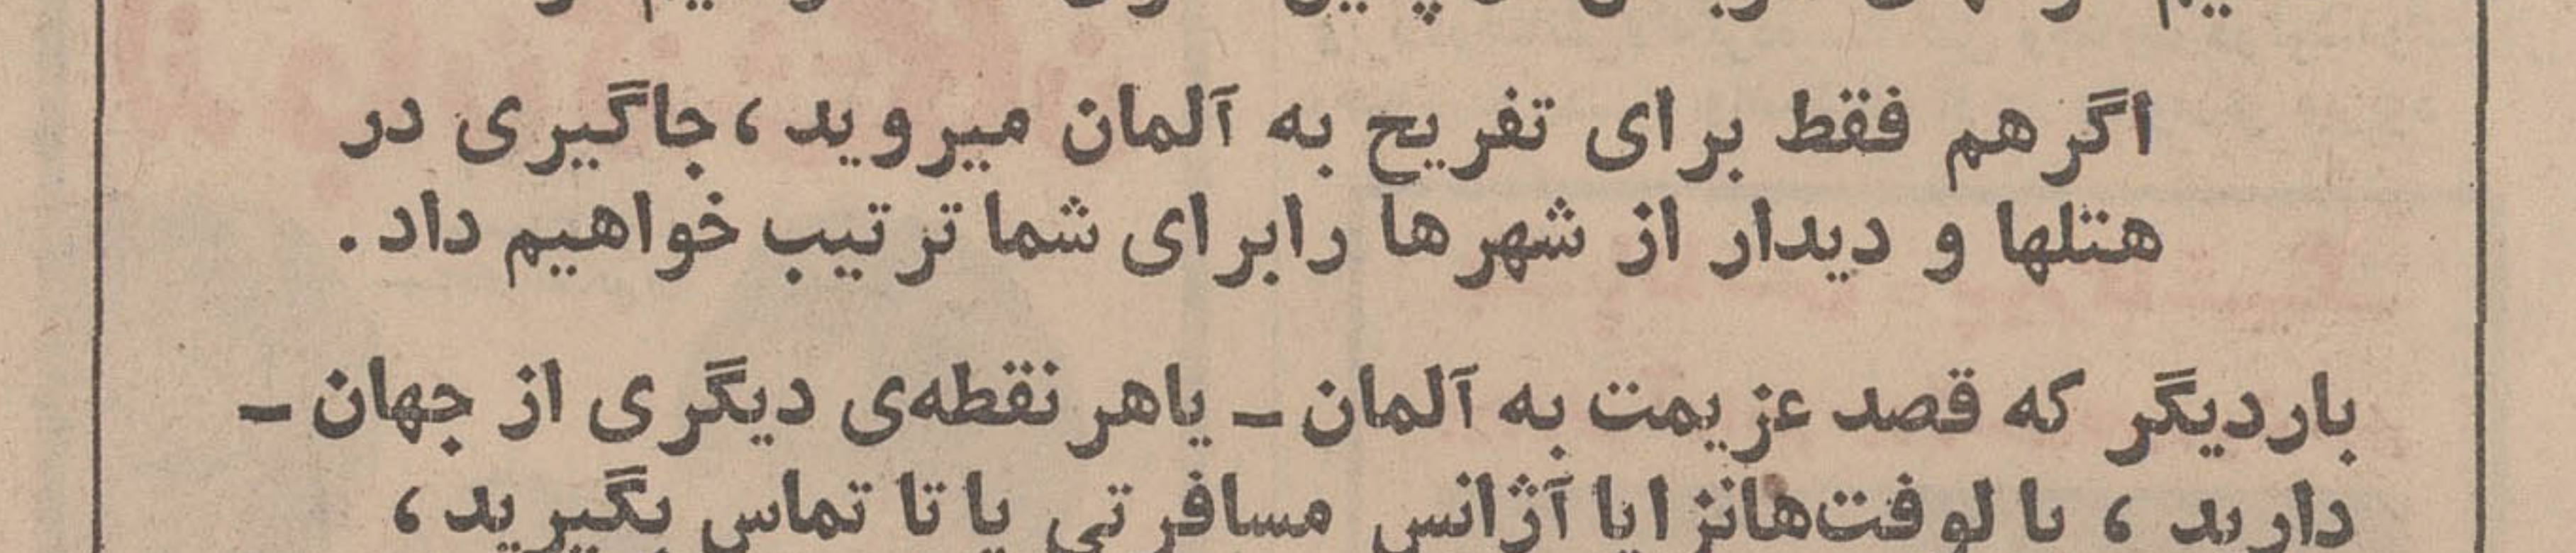 اگر هم فقط برای تفریح به آلمان میروید، جاگیری در
هتلها و دیدار از شهرها رابرای شما ترتیب خواهیم داد.
باردیگر که قصد عزیمت به آلمان ـ یاهر نقطه‌ی دیگری از جهان ـ
دارید، با لوفت‌هانزا یا آژانس مسافرتی یا تا تماس بگیرید،